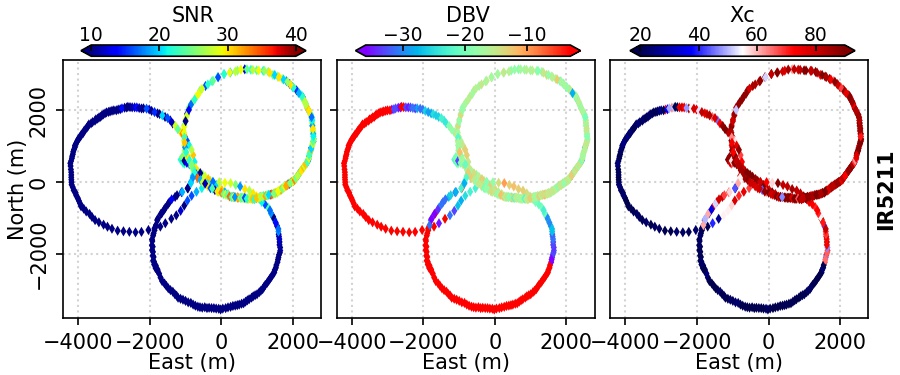 SNR DBV Xc
10 20 30 40 −30 −20 −10 20 40 60 80
North (m)
2000
0
−2000
−4000 −2000 0 2000 −4000 −2000 0 2000 −4000 −2000 0 2000
East (m) East (m) East (m)
IR5211